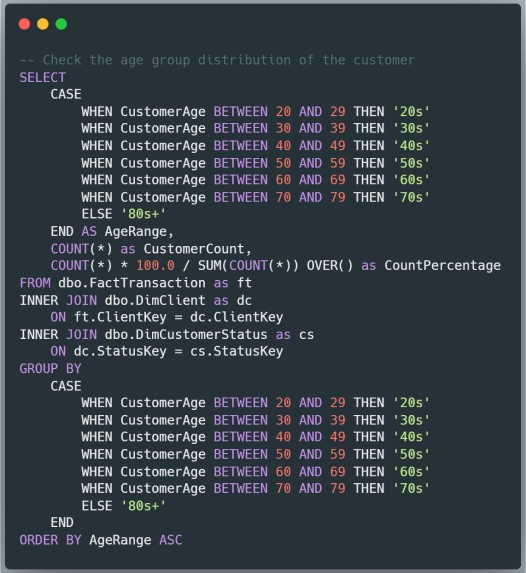 -- Check the age group distribution of the customer
SELECT
    CASE
        WHEN CustomerAge BETWEEN 20 AND 29 THEN '20s'
        WHEN CustomerAge BETWEEN 30 AND 39 THEN '30s'
        WHEN CustomerAge BETWEEN 40 AND 49 THEN '40s'
        WHEN CustomerAge BETWEEN 50 AND 59 THEN '50s'
        WHEN CustomerAge BETWEEN 60 AND 69 THEN '60s'
        WHEN CustomerAge BETWEEN 70 AND 79 THEN '70s'
        ELSE '80s+'
    END AS AgeRange,
    COUNT(*) as CustomerCount,
    COUNT(*) * 100.0 / SUM(COUNT(*)) OVER() as CountPercentage
FROM dbo.FactTransaction as ft
INNER JOIN dbo.DimClient as dc
    ON ft.ClientKey = dc.ClientKey
INNER JOIN dbo.DimCustomerStatus as cs
    ON dc.StatusKey = cs.StatusKey
GROUP BY
    CASE
        WHEN CustomerAge BETWEEN 20 AND 29 THEN '20s'
        WHEN CustomerAge BETWEEN 30 AND 39 THEN '30s'
        WHEN CustomerAge BETWEEN 40 AND 49 THEN '40s'
        WHEN CustomerAge BETWEEN 50 AND 59 THEN '50s'
        WHEN CustomerAge BETWEEN 60 AND 69 THEN '60s'
        WHEN CustomerAge BETWEEN 70 AND 79 THEN '70s'
        ELSE '80s+'
    END
ORDER BY AgeRange ASC